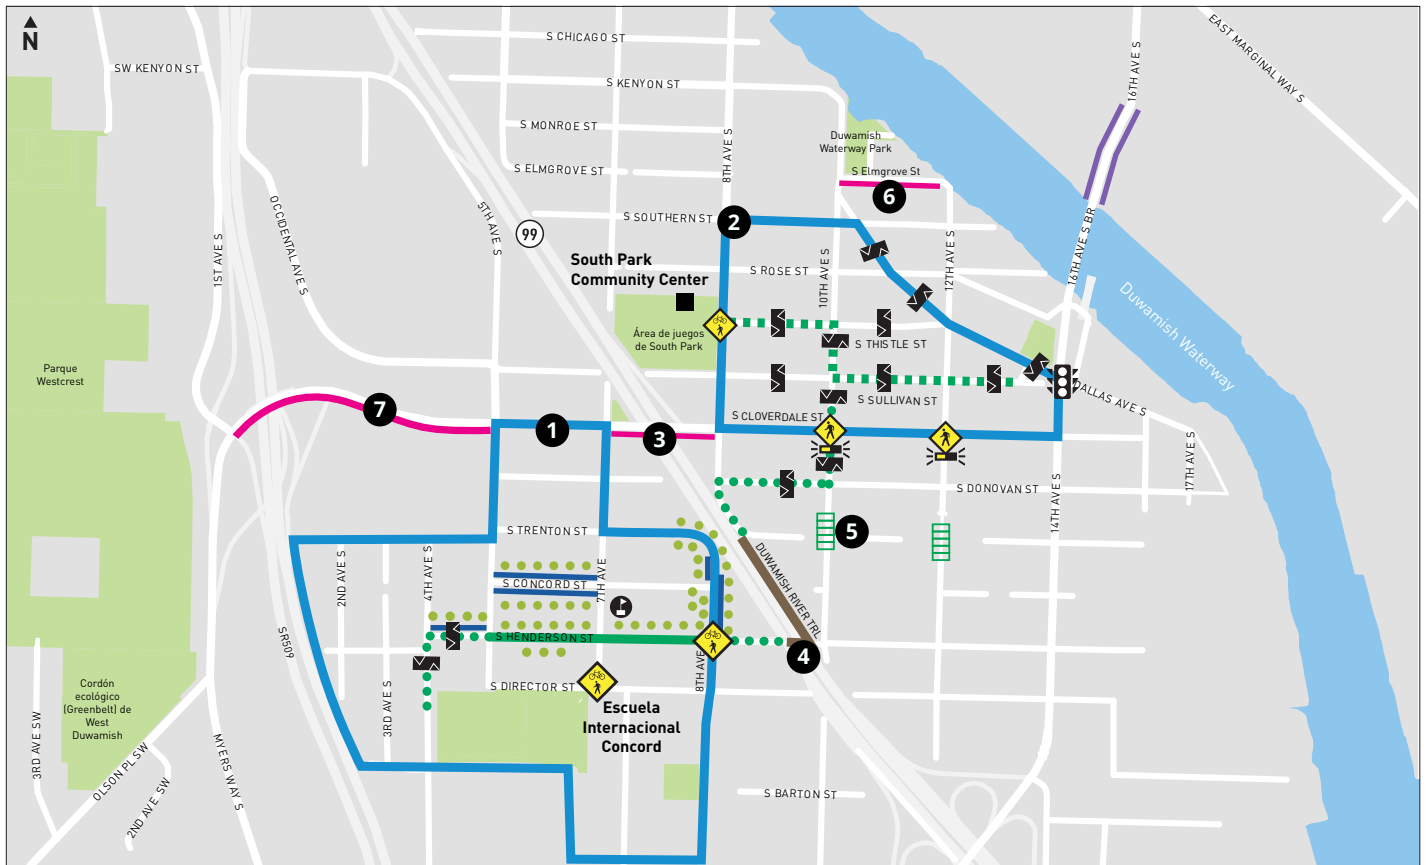 N
S CHICAGO ST
SW KENYON ST
S KENYON ST
16TH AVE S
EAST MARGINAL WAY S
S MONROE ST
8TH AVE S
Duwamish
Waterway Park
S ELMGROVE ST
S Elmgrove St
6
OCCIDENTAL AVE S
5TH AVE S
S SOUTHERN ST
2
99
1ST AVE S
10TH AVE S
12TH AVE S
16TH AVE S BR
South Park
Community Center
S ROSE ST
Duwamish Waterway
Área de juegos
de South Park
S THISTLE ST
Parque
Westcrest
S SULLIVAN ST
DALLAS AVE S
7
1
3
S CLOVERDALE ST
17TH AVE S
14TH AVE S
S DONOVAN ST
S TRENTON ST
5
2ND AVE S
4TH AVE S
7TH AVE
S CONCORD ST
DUWAMISH RIVER TRL
SR509
S HENDERSON ST
4
8TH AVE
3RD AVE S
S DIRECTOR ST
Cordón
ecológico
(Greenbelt) de
West
Duwamish
Escuela
Internacional
Concord
3RD AVE SW
OLSON PL SW
2ND AVE SW
MYERS WAY S
S BARTON ST